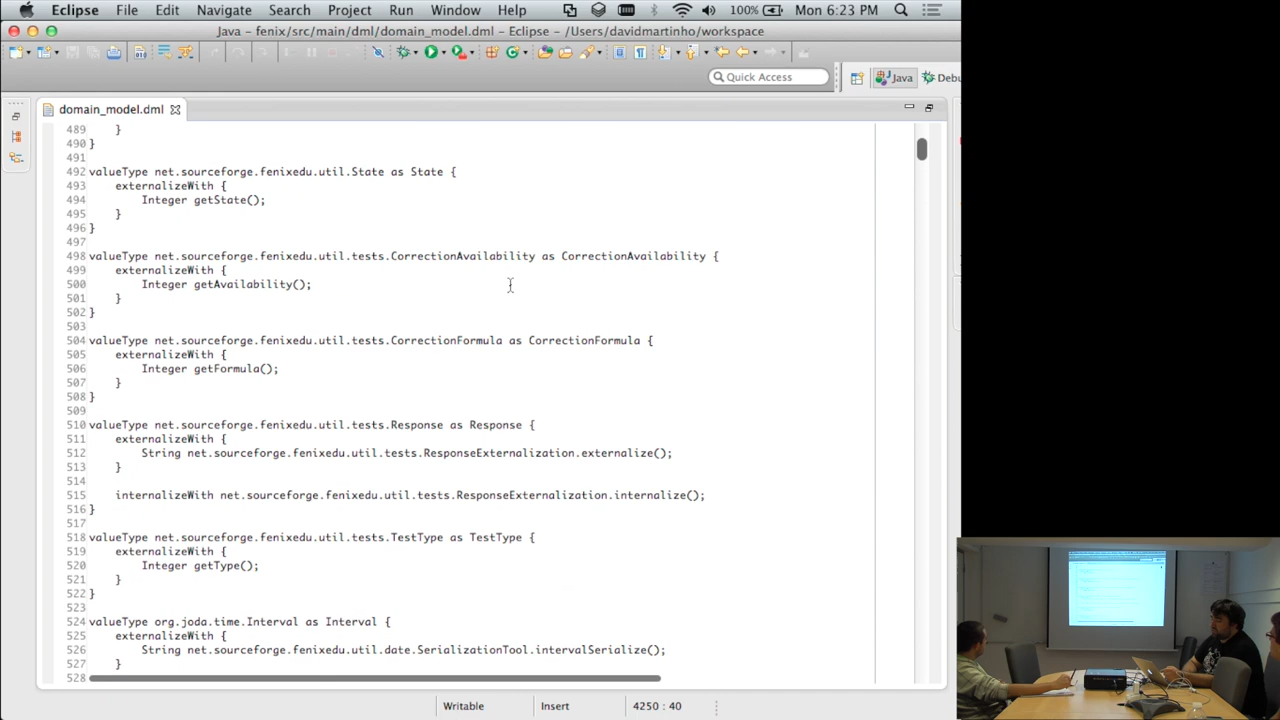 Eclipse File Edit Navigate Search Project Run Window Help 100% Mon 6:23 PM
Java - fenix/src/main/dml/domain_model.dml - Eclipse - /Users/davidmartinho/workspace
Quick Access Java Debu
domain_model.dml
489 }
490 }
491
492 valueType net.sourceforge.fenixedu.util.State as State {
493 externalizeWith {
494 Integer getState();
495 }
496 }
497
498 valueType net.sourceforge.fenixedu.util.tests.CorrectionAvailability as CorrectionAvailability {
499 externalizeWith {
500 Integer getAvailability();
501 }
502 }
503
504 valueType net.sourceforge.fenixedu.util.tests.CorrectionFormula as CorrectionFormula {
505 externalizeWith {
506 Integer getFormula();
507 }
508 }
509
510 valueType net.sourceforge.fenixedu.util.tests.Response as Response {
511 externalizeWith {
512 String net.sourceforge.fenixedu.util.tests.ResponseExternalization.externalize();
513 }
514
515 internalizeWith net.sourceforge.fenixedu.util.tests.ResponseExternalization.internalize();
516 }
517
518 valueType net.sourceforge.fenixedu.util.tests.TestType as TestType {
519 externalizeWith {
520 Integer getType();
521 }
522 }
523
524 valueType org.joda.time.Interval as Interval {
525 externalizeWith {
526 String net.sourceforge.fenixedu.util.date.SerializationTool.intervalSerialize();
527 }
528
Writable Insert 4250 : 40